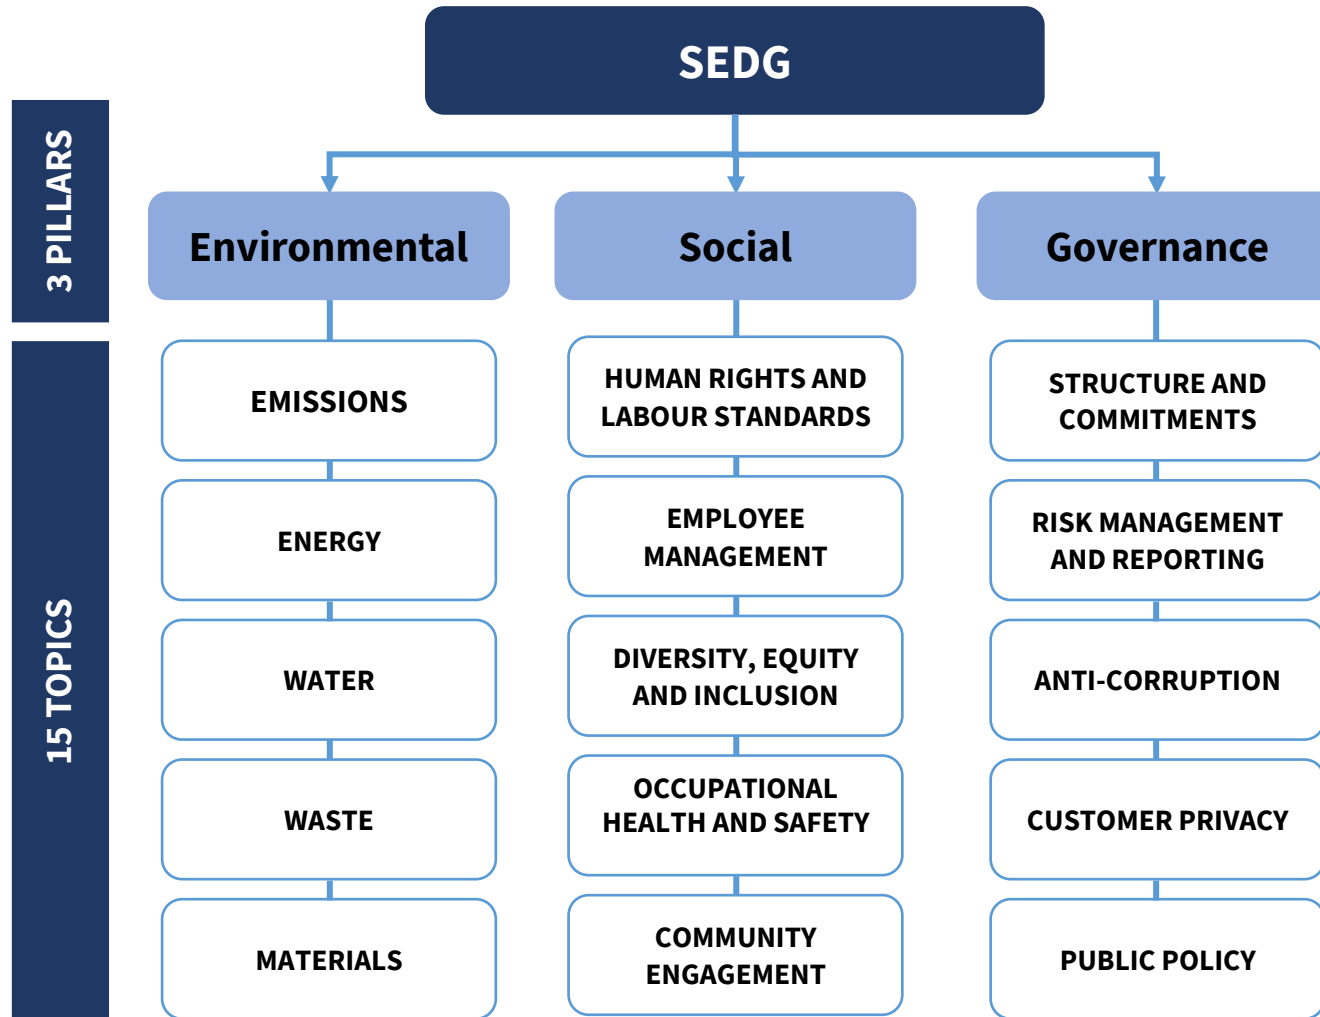 SEDG
3 PILLARS
Environmental
Social
Governance
15 TOPICS
EMISSIONS
HUMAN RIGHTS AND
LABOUR STANDARDS
STRUCTURE AND
COMMITMENTS
ENERGY
EMPLOYEE
MANAGEMENT
RISK MANAGEMENT
AND REPORTING
WATER
DIVERSITY, EQUITY
AND INCLUSION
ANTI-CORRUPTION
WASTE
OCCUPATIONAL
HEALTH AND SAFETY
CUSTOMER PRIVACY
MATERIALS
COMMUNITY
ENGAGEMENT
PUBLIC POLICY